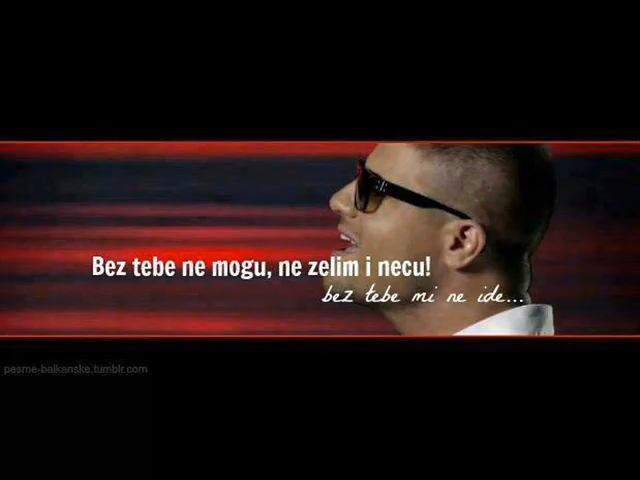 Bez tebe ne mogu, ne zelim i necu!
bez tebe mi ne ide...
pesme-balkanske.tumblr.com